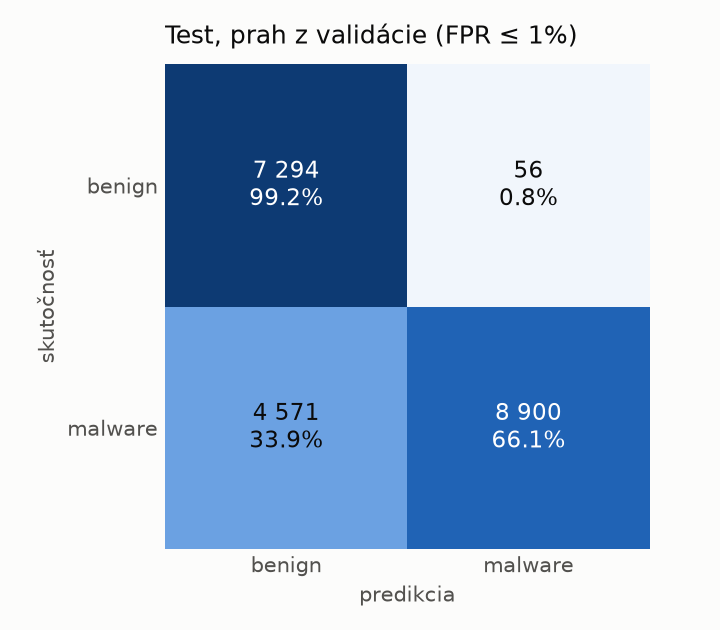 Test, prah z validácie (FPR ≤ 1%)
skutočnosť
benign
7 294
99.2%
56
0.8%
malware
4 571
33.9%
8 900
66.1%
benign
malware
predikcia